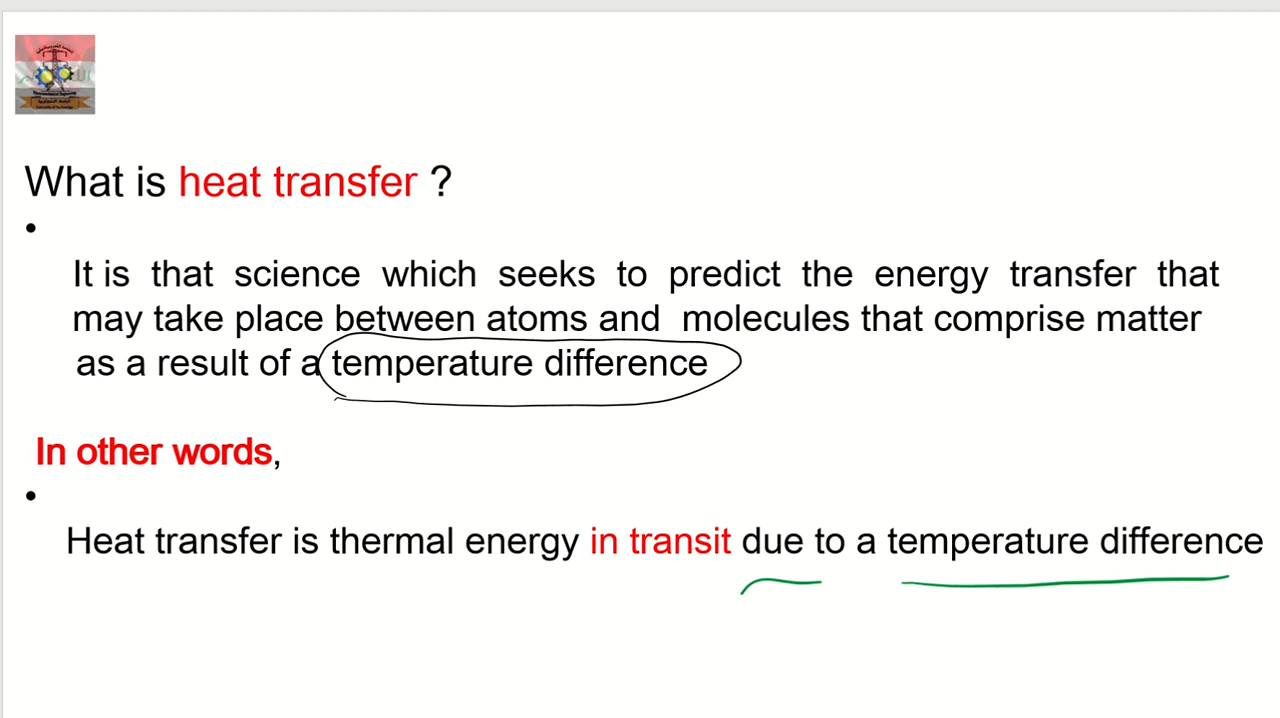 What is heat transfer ?
•
It is that science which seeks to predict the energy transfer that
may take place between atoms and molecules that comprise matter
as a result of a temperature difference
In other words,
•
Heat transfer is thermal energy in transit due to a temperature difference